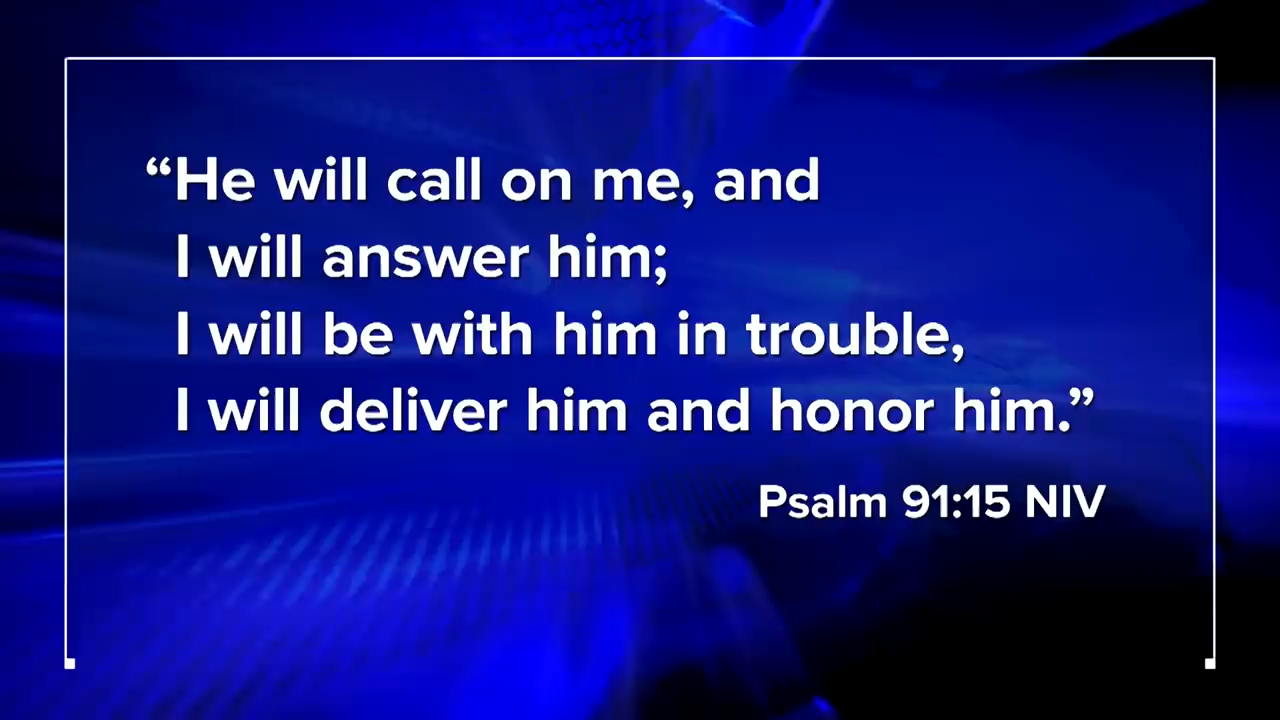 “He will call on me, and
I will answer him;
I will be with him in trouble,
I will deliver him and honor him.”
Psalm 91:15 NIV